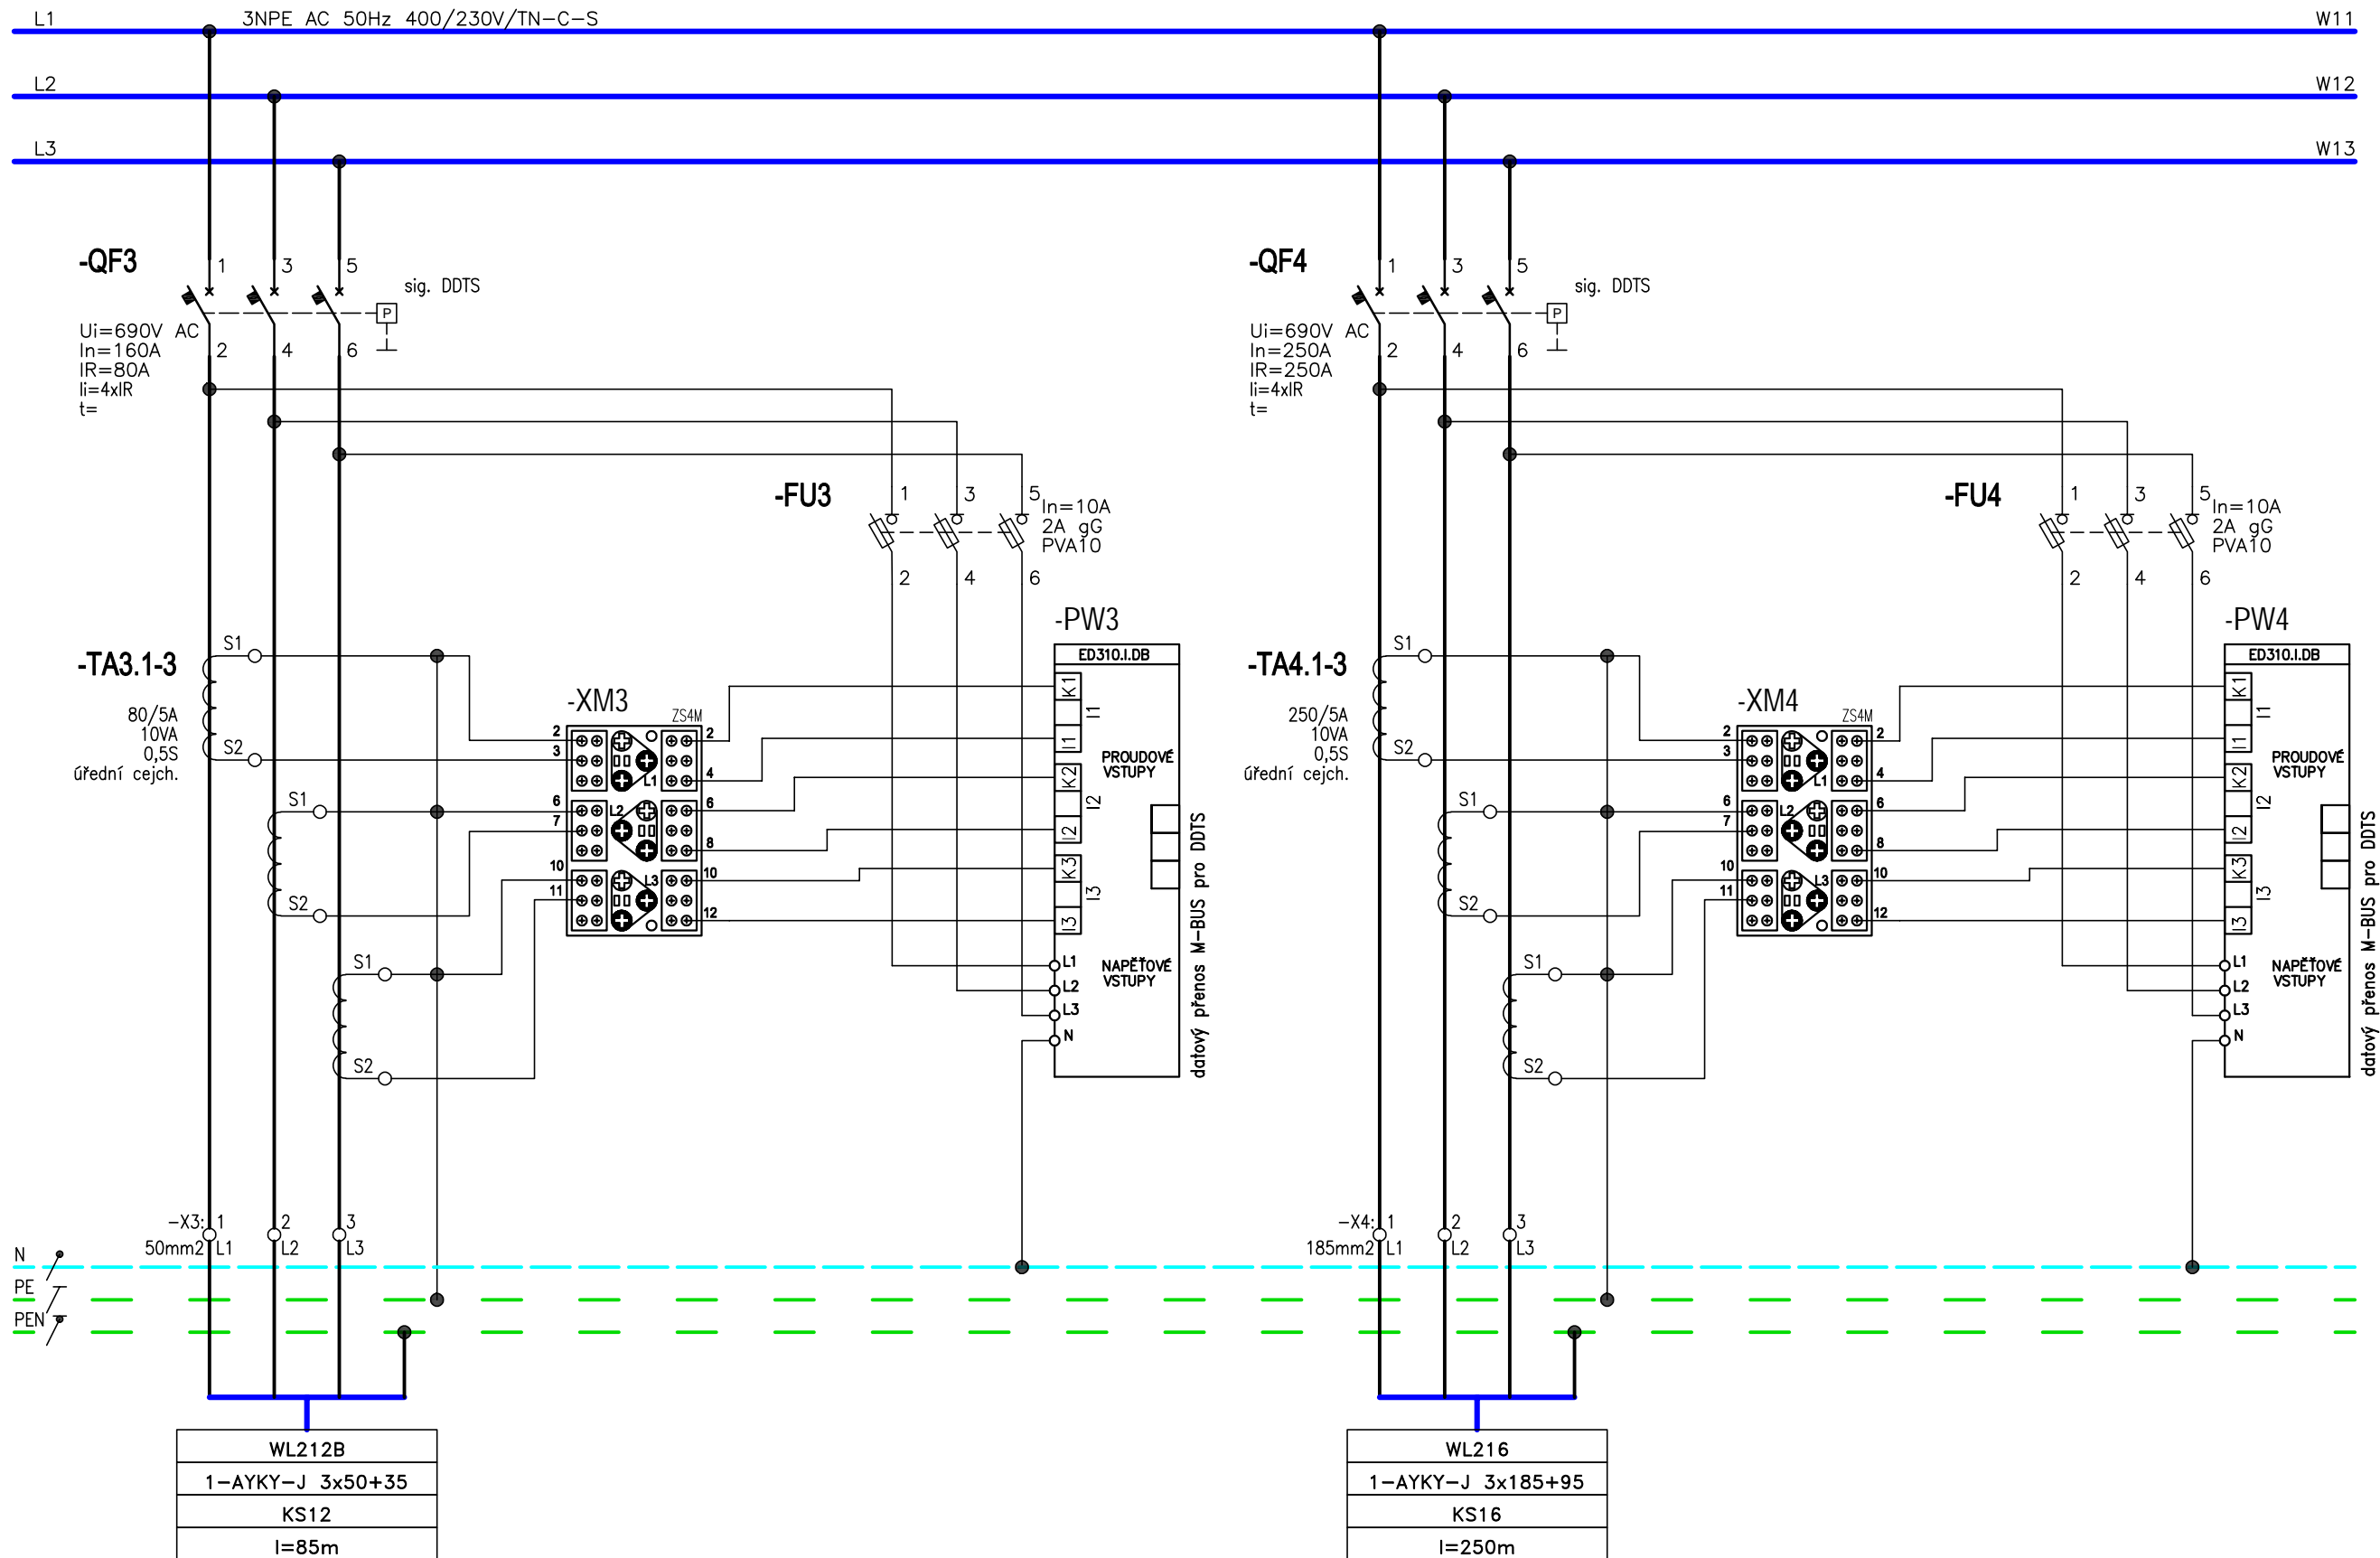 L1 3NPE AC 50Hz 400/230V/TN-C-S W11
L2 W12
L3 W13
-QF3
1 3 5
sig. DDTS
P
Ui=690V AC
In=160A
IR=80A
Ii=4xIR
t=
2 4 6
-FU3
1 3 5
In=10A
2A gG
PVA10
2 4 6
-TA3.1-3
80/5A
10VA
0,5S
úřední cejch.
S1
S2
S1
S2
S1
S2
-XM3
ZS4M
2 2
3
4
L1
6 L2 6
7
8
10 L3 10
11
12
-PW3
ED310.I.DB
K1
I1
I1
PROUDOVÉ
VSTUPY
K2
I2
I2
K3
I3
I3
L1
NAPĚŤOVÉ
VSTUPY
L2
L3
N
datový přenos M-BUS pro DDTS
-X3: 1 2 3
50mm2 L1 L2 L3
-QF4
1 3 5
sig. DDTS
P
Ui=690V AC
In=250A
IR=250A
Ii=4xIR
t=
2 4 6
-FU4
1 3 5
In=10A
2A gG
PVA10
2 4 6
-TA4.1-3
250/5A
10VA
0,5S
úřední cejch.
S1
S2
S1
S2
S1
S2
-XM4
ZS4M
2 2
3
4
L1
6 L2 6
7
8
10 L3 10
11
12
-PW4
ED310.I.DB
K1
I1
I1
PROUDOVÉ
VSTUPY
K2
I2
I2
K3
I3
I3
L1
NAPĚŤOVÉ
VSTUPY
L2
L3
N
datový přenos M-BUS pro DDTS
-X4: 1 2 3
185mm2 L1 L2 L3
N
PE
PEN
WL212B
1-AYKY-J 3x50+35
KS12
l=85m
WL216
1-AYKY-J 3x185+95
KS16
l=250m